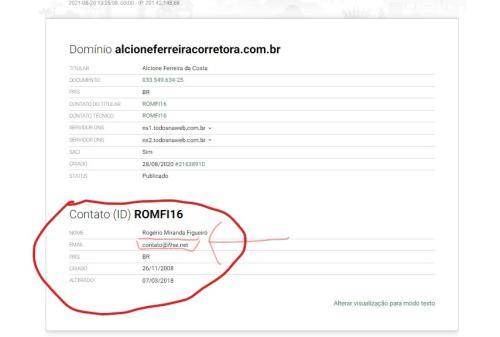 2021-08-20 13:25:08 -03:00 - IP: 201.42.148.68
Domínio alcioneferreiracorretora.com.br
TITULAR Alcione Ferreira da Costa
DOCUMENTO 033.549.634-25
PAÍS BR
CONTATO DO TITULAR ROMFI16
CONTATO TÉCNICO ROMFI16
SERVIDOR DNS ns1.todosnaweb.com.br
SERVIDOR DNS ns2.todosnaweb.com.br
SACI Sim
CRIADO 28/08/2020 #21638910
STATUS Publicado
Contato (ID) ROMFI16
NOME Rogério Miranda Figueiró
EMAIL contato@i9se.net
PAÍS BR
CRIADO 26/11/2008
ALTERADO 07/03/2018
Alterar visualização para modo texto